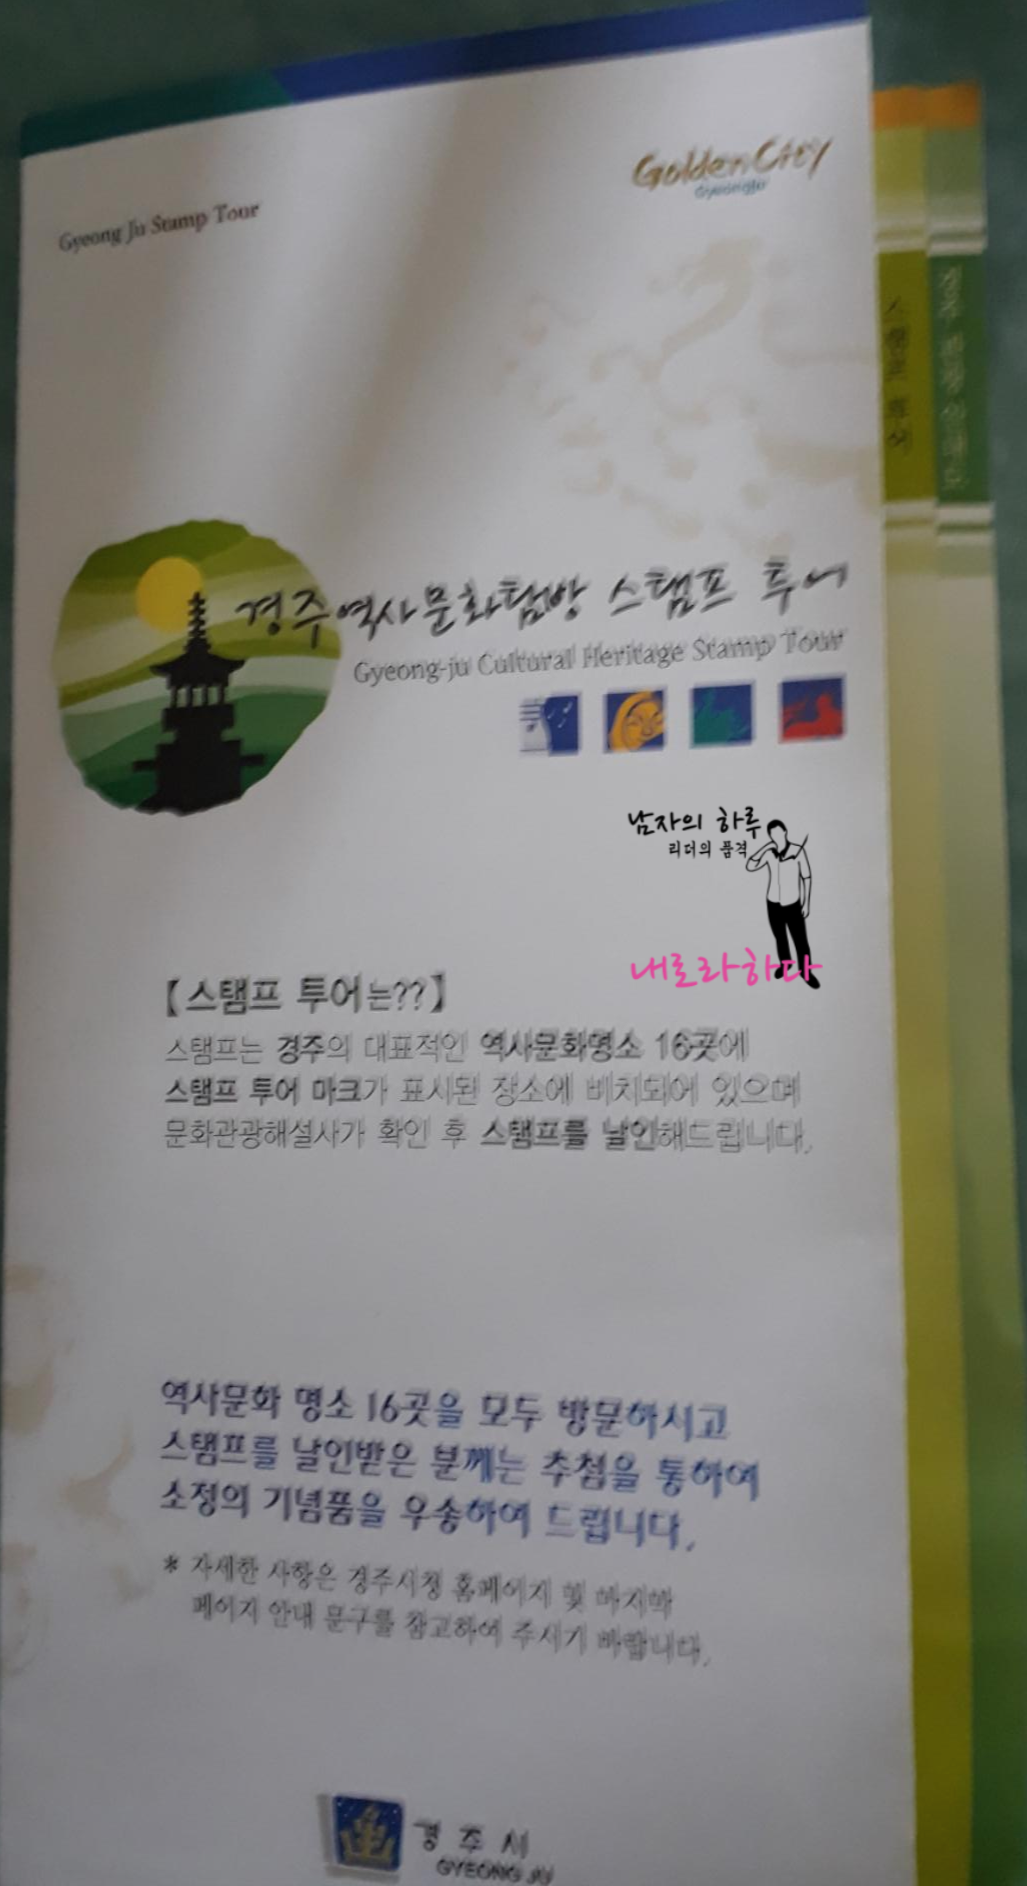 Gyeong Ju Stamp Tour
Golden City
Gyeongju
경주역사문화탐방 스탬프 투어
Gyeong-ju Cultural Heritage Stamp Tour
남자의 하루
리더의 품격
내로라하다
【스탬프 투어는??】
스탬프는 경주의 대표적인 역사문화명소 16곳에
스탬프 투어 마크가 표시된 장소에 비치되어 있으며
문화관광해설사가 확인 후 스탬프를 날인해드립니다.
역사문화 명소 16곳을 모두 방문하시고
스탬프를 날인받은 분께는 추첨을 통하여
소정의 기념품을 우송하여 드립니다.
* 자세한 사항은 경주시청 홈페이지 및 마지막
페이지 안내 문구를 참고하여 주시기 바랍니다.
경주시
GYEONG JU
스탬프 투어
경주 관광 안내도